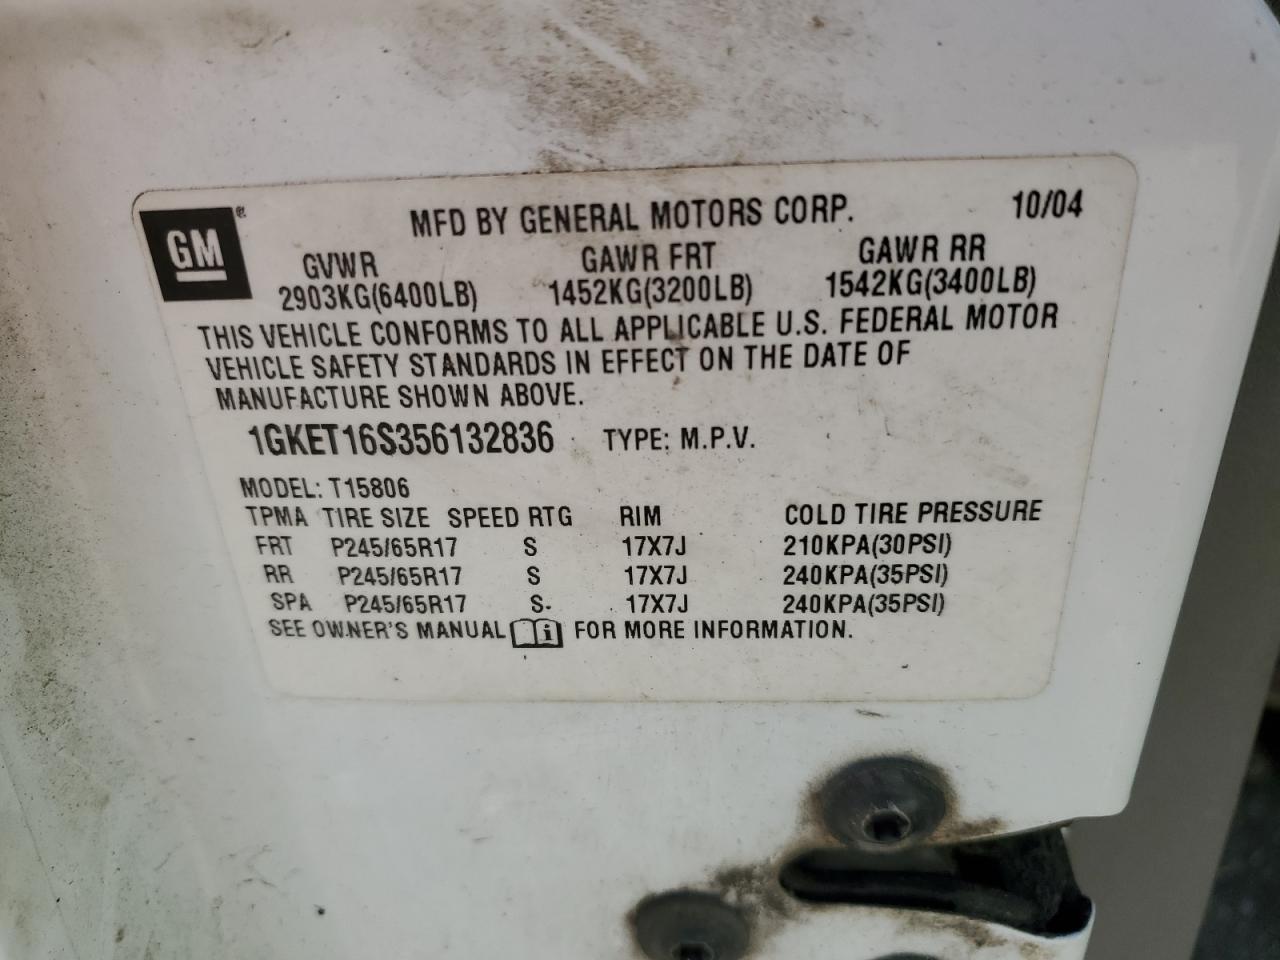 GM ® MFD BY GENERAL MOTORS CORP. 10/04
GVWR GAWR FRT GAWR RR
2903KG(6400LB) 1452KG(3200LB) 1542KG(3400LB)
THIS VEHICLE CONFORMS TO ALL APPLICABLE U.S. FEDERAL MOTOR
VEHICLE SAFETY STANDARDS IN EFFECT ON THE DATE OF
MANUFACTURE SHOWN ABOVE.
1GKET16S356132836 TYPE: M.P.V.
MODEL: T15806
TPMA TIRE SIZE SPEED RTG RIM COLD TIRE PRESSURE
FRT P245/65R17 S 17X7J 210KPA(30PSI)
RR P245/65R17 S 17X7J 240KPA(35PSI)
SPA P245/65R17 S 17X7J 240KPA(35PSI)
SEE OWNER'S MANUAL i FOR MORE INFORMATION.